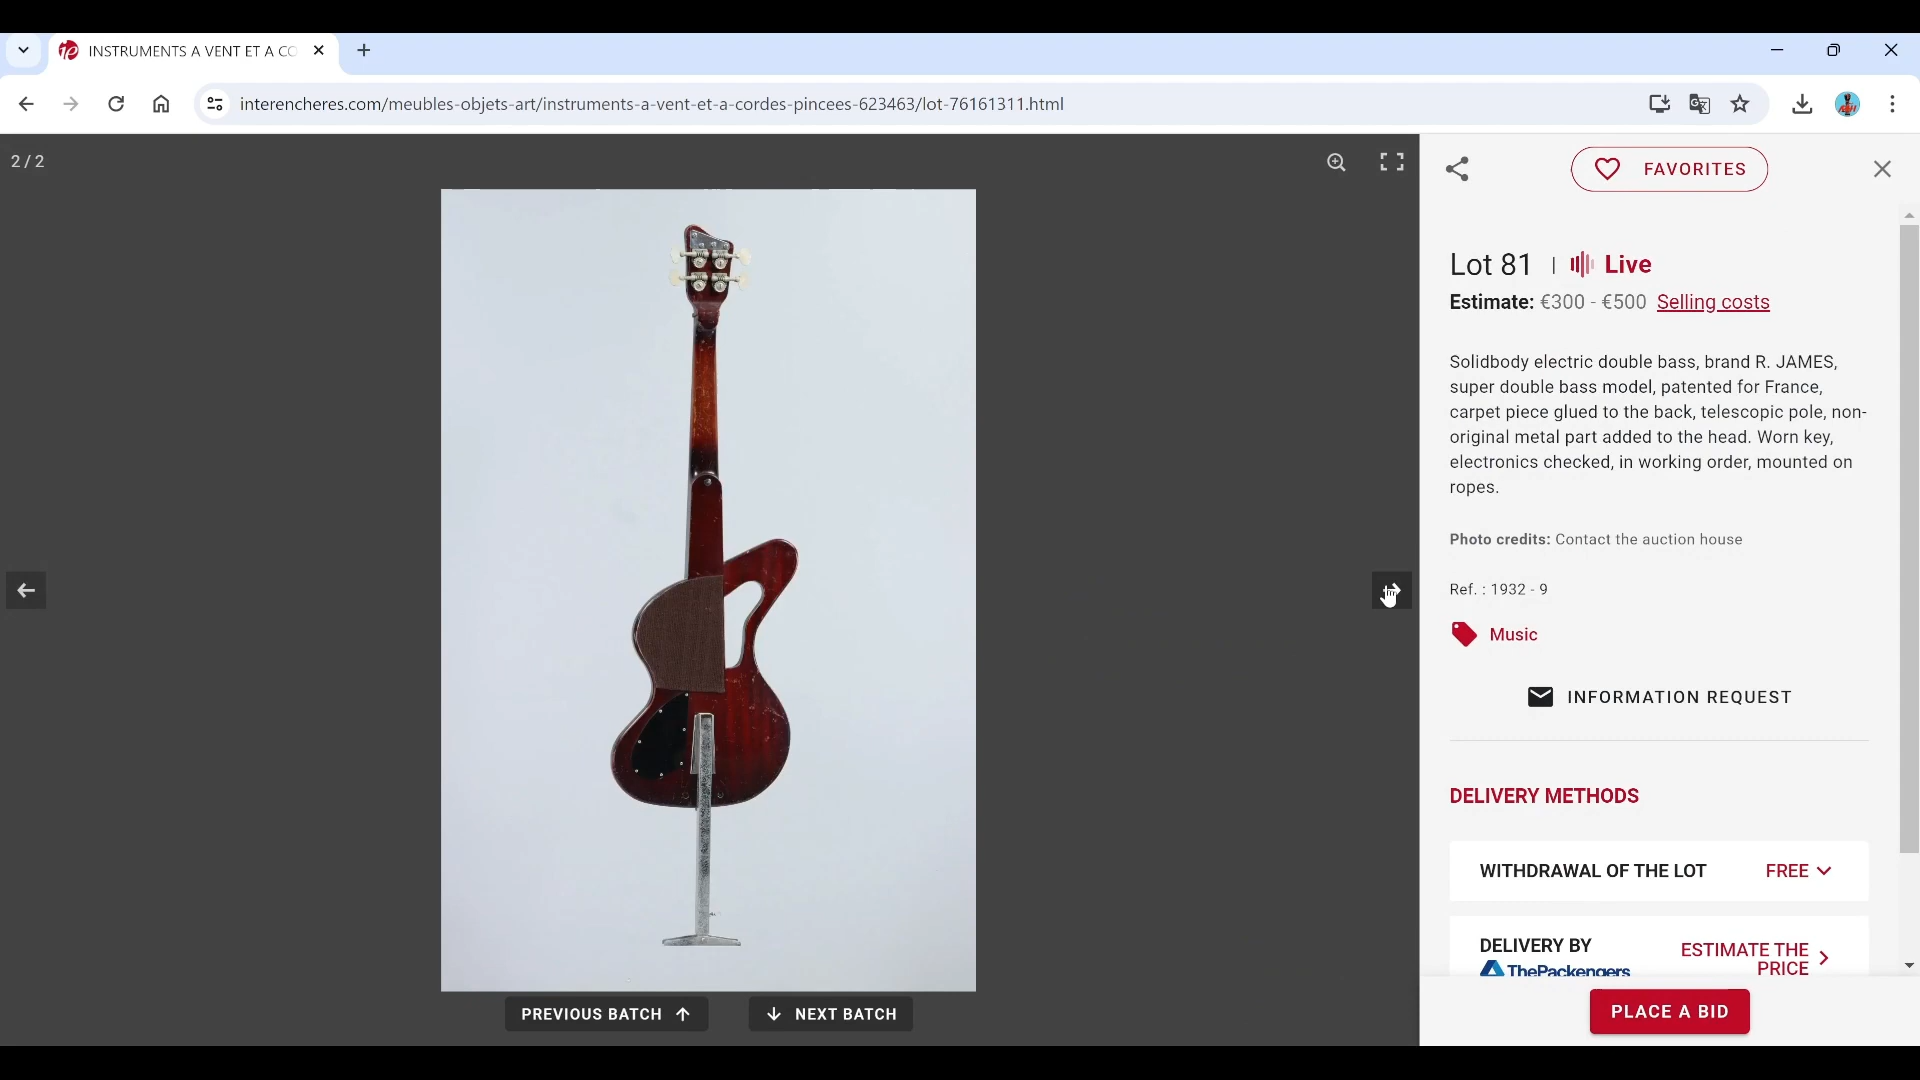 INSTRUMENTS A VENT ET A CO
interencheres.com/meubles-objets-art/instruments-a-vent-et-a-cordes-pincees-623463/lot-76161311.html
2 / 2
FAVORITES
Lot 81 | Live
Estimate: €300 - €500 Selling costs
Solidbody electric double bass, brand R. JAMES,
super double bass model, patented for France,
carpet piece glued to the back, telescopic pole, non-
original metal part added to the head. Worn key,
electronics checked, in working order, mounted on
ropes.
Photo credits: Contact the auction house
Ref. : 1932 - 9
Music
INFORMATION REQUEST
DELIVERY METHODS
WITHDRAWAL OF THE LOT FREE
DELIVERY BY
ThePackengers
ESTIMATE THE
PRICE
PREVIOUS BATCH
NEXT BATCH
PLACE A BID